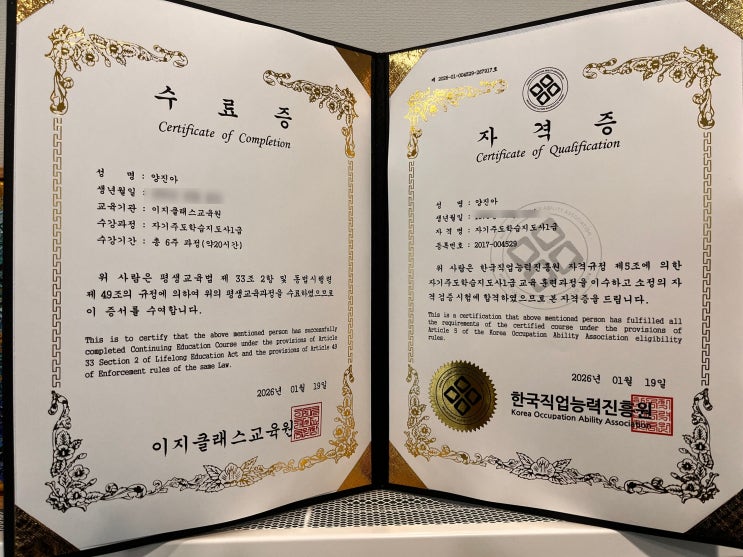 수 료 증
Certificate of Completion
성 명 : 양진아
생년월일 :
교육기관 : 이지클래스교육원
수강과정 : 자기주도학습지도사1급
수강기간 : 총 6주 과정(약20시간)
위 사람은 평생교육법 제 33조 2항 및 동법시행령
제 49조의 규정에 의하여 위의 평생교육과정을 수료하였으므로
이 증서를 수여합니다.
This is to certify that the above mentioned person has successfully
completed Continuing Education Course under the provisions of Article
33 Section 2 of Lifelong Education Act and the provisions of Article 49
of Enforcement rules of the same Law.
2026년 01월 19일
이지클래스교육원
제 2026-01-004529-267917호
자 격 증
Certificate of Qualification
성 명 : 양진아
생년월일 :
자 격 명 : 자기주도학습지도사1급
등록번호 : 2017-004529
위 사람은 한국직업능력진흥원 자격규정 제5조에 의한
자기주도학습지도사1급 교육 훈련과정을 이수하고 소정의 자
격 검증시험에 합격하였으므로 본 자격증을 드립니다.
This is a certification that above mentioned person has fulfilled all
the requirements of the certified course under the provisions of
Article 5 of the Korea Occupation Ability Association eligibility
rules.
2026년 01월 19일
한국직업능력진흥원
Korea Occupation Ability Association